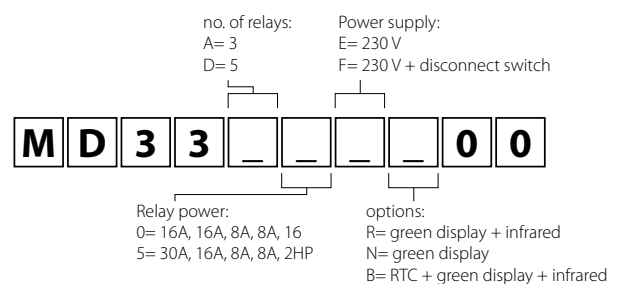 no. of relays:
A= 3
D= 5
Power supply:
E= 230 V
F= 230 V + disconnect switch
M D 3 3 _ _ _ _ 0 0
Relay power:
0= 16A, 16A, 8A, 8A, 16
5= 30A, 16A, 8A, 8A, 2HP
options:
R= green display + infrared
N= green display
B= RTC + green display + infrared